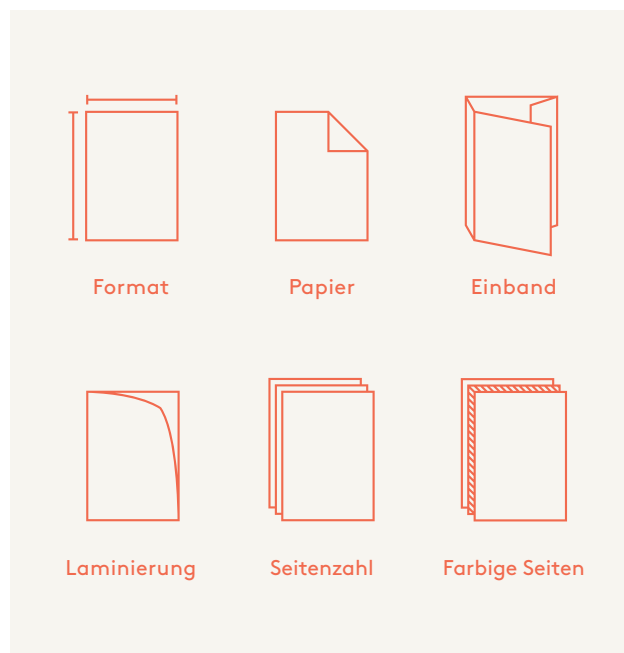 Format
Papier
Einband
Laminierung
Seitenzahl
Farbige Seiten